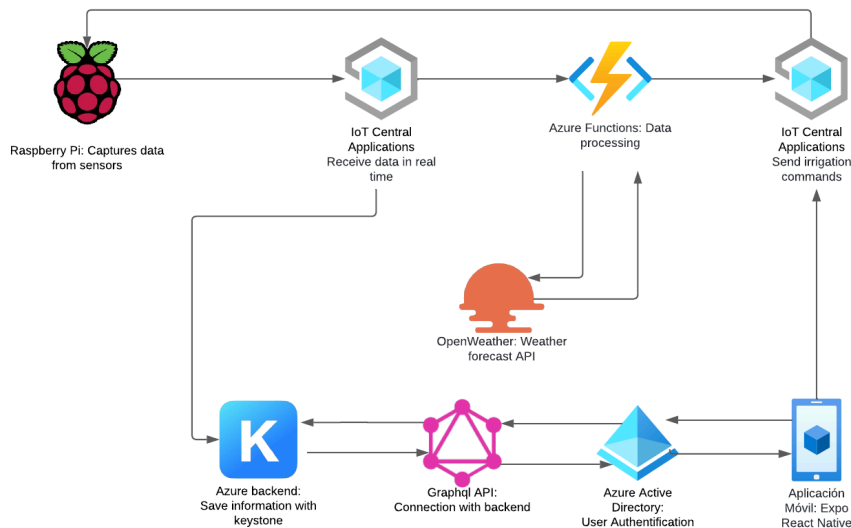 Raspberry Pi: Captures data
from sensors
IoT Central
Applications
Receive data in real
time
Azure Functions: Data
processing
IoT Central
Applications
Send irrigation
commands
OpenWeather: Weather
forecast API
K
Azure backend:
Save information with
keystone
Graphql API:
Connection with backend
Azure Active
Directory:
User Authentification
Aplicación
Móvil: Expo
React Native